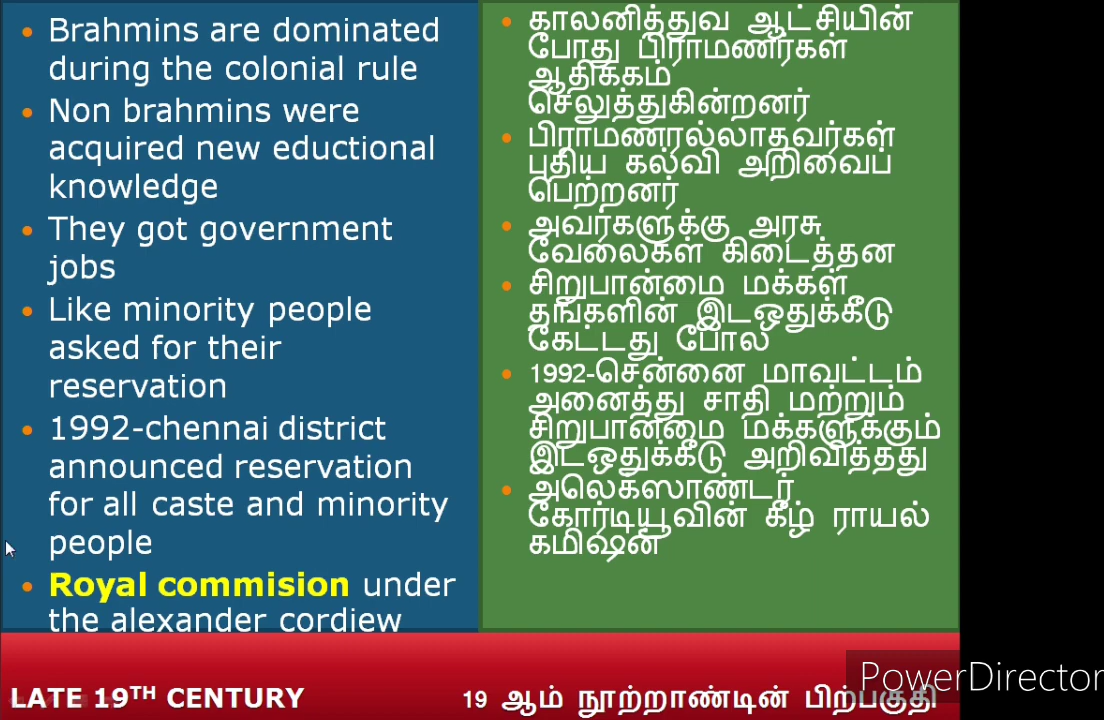 Brahmins are dominated
during the colonial rule
Non brahmins were
acquired new eductional
knowledge
They got government
jobs
Like minority people
asked for their
reservation
1992-chennai district
announced reservation
for all caste and minority
people
Royal commision under
the alexander cordiew
காலனித்துவ ஆட்சியின்
போது பிராமணர்கள்
ஆதிக்கம்
செலுத்துகின்றனர்
பிராமணரல்லாதவர்கள்
புதிய கல்வி அறிவைப்
பெற்றனர்
அவர்களுக்கு அரசு
வேலைகள் கிடைத்தன
சிறுபான்மை மக்கள்
தங்களின் இடஒதுக்கீடு
கேட்டது போல
1992-சென்னை மாவட்டம்
அனைத்து சாதி மற்றும்
சிறுபான்மை மக்களுக்கும்
இடஒதுக்கீடு அறிவித்தது
அலெக்ஸாண்டர்
கோர்டியூவின் கீழ் ராயல்
கமிஷன்
LATE 19TH CENTURY
19 ஆம் நூற்றாண்டின் பிற்பகுதி
PowerDirector